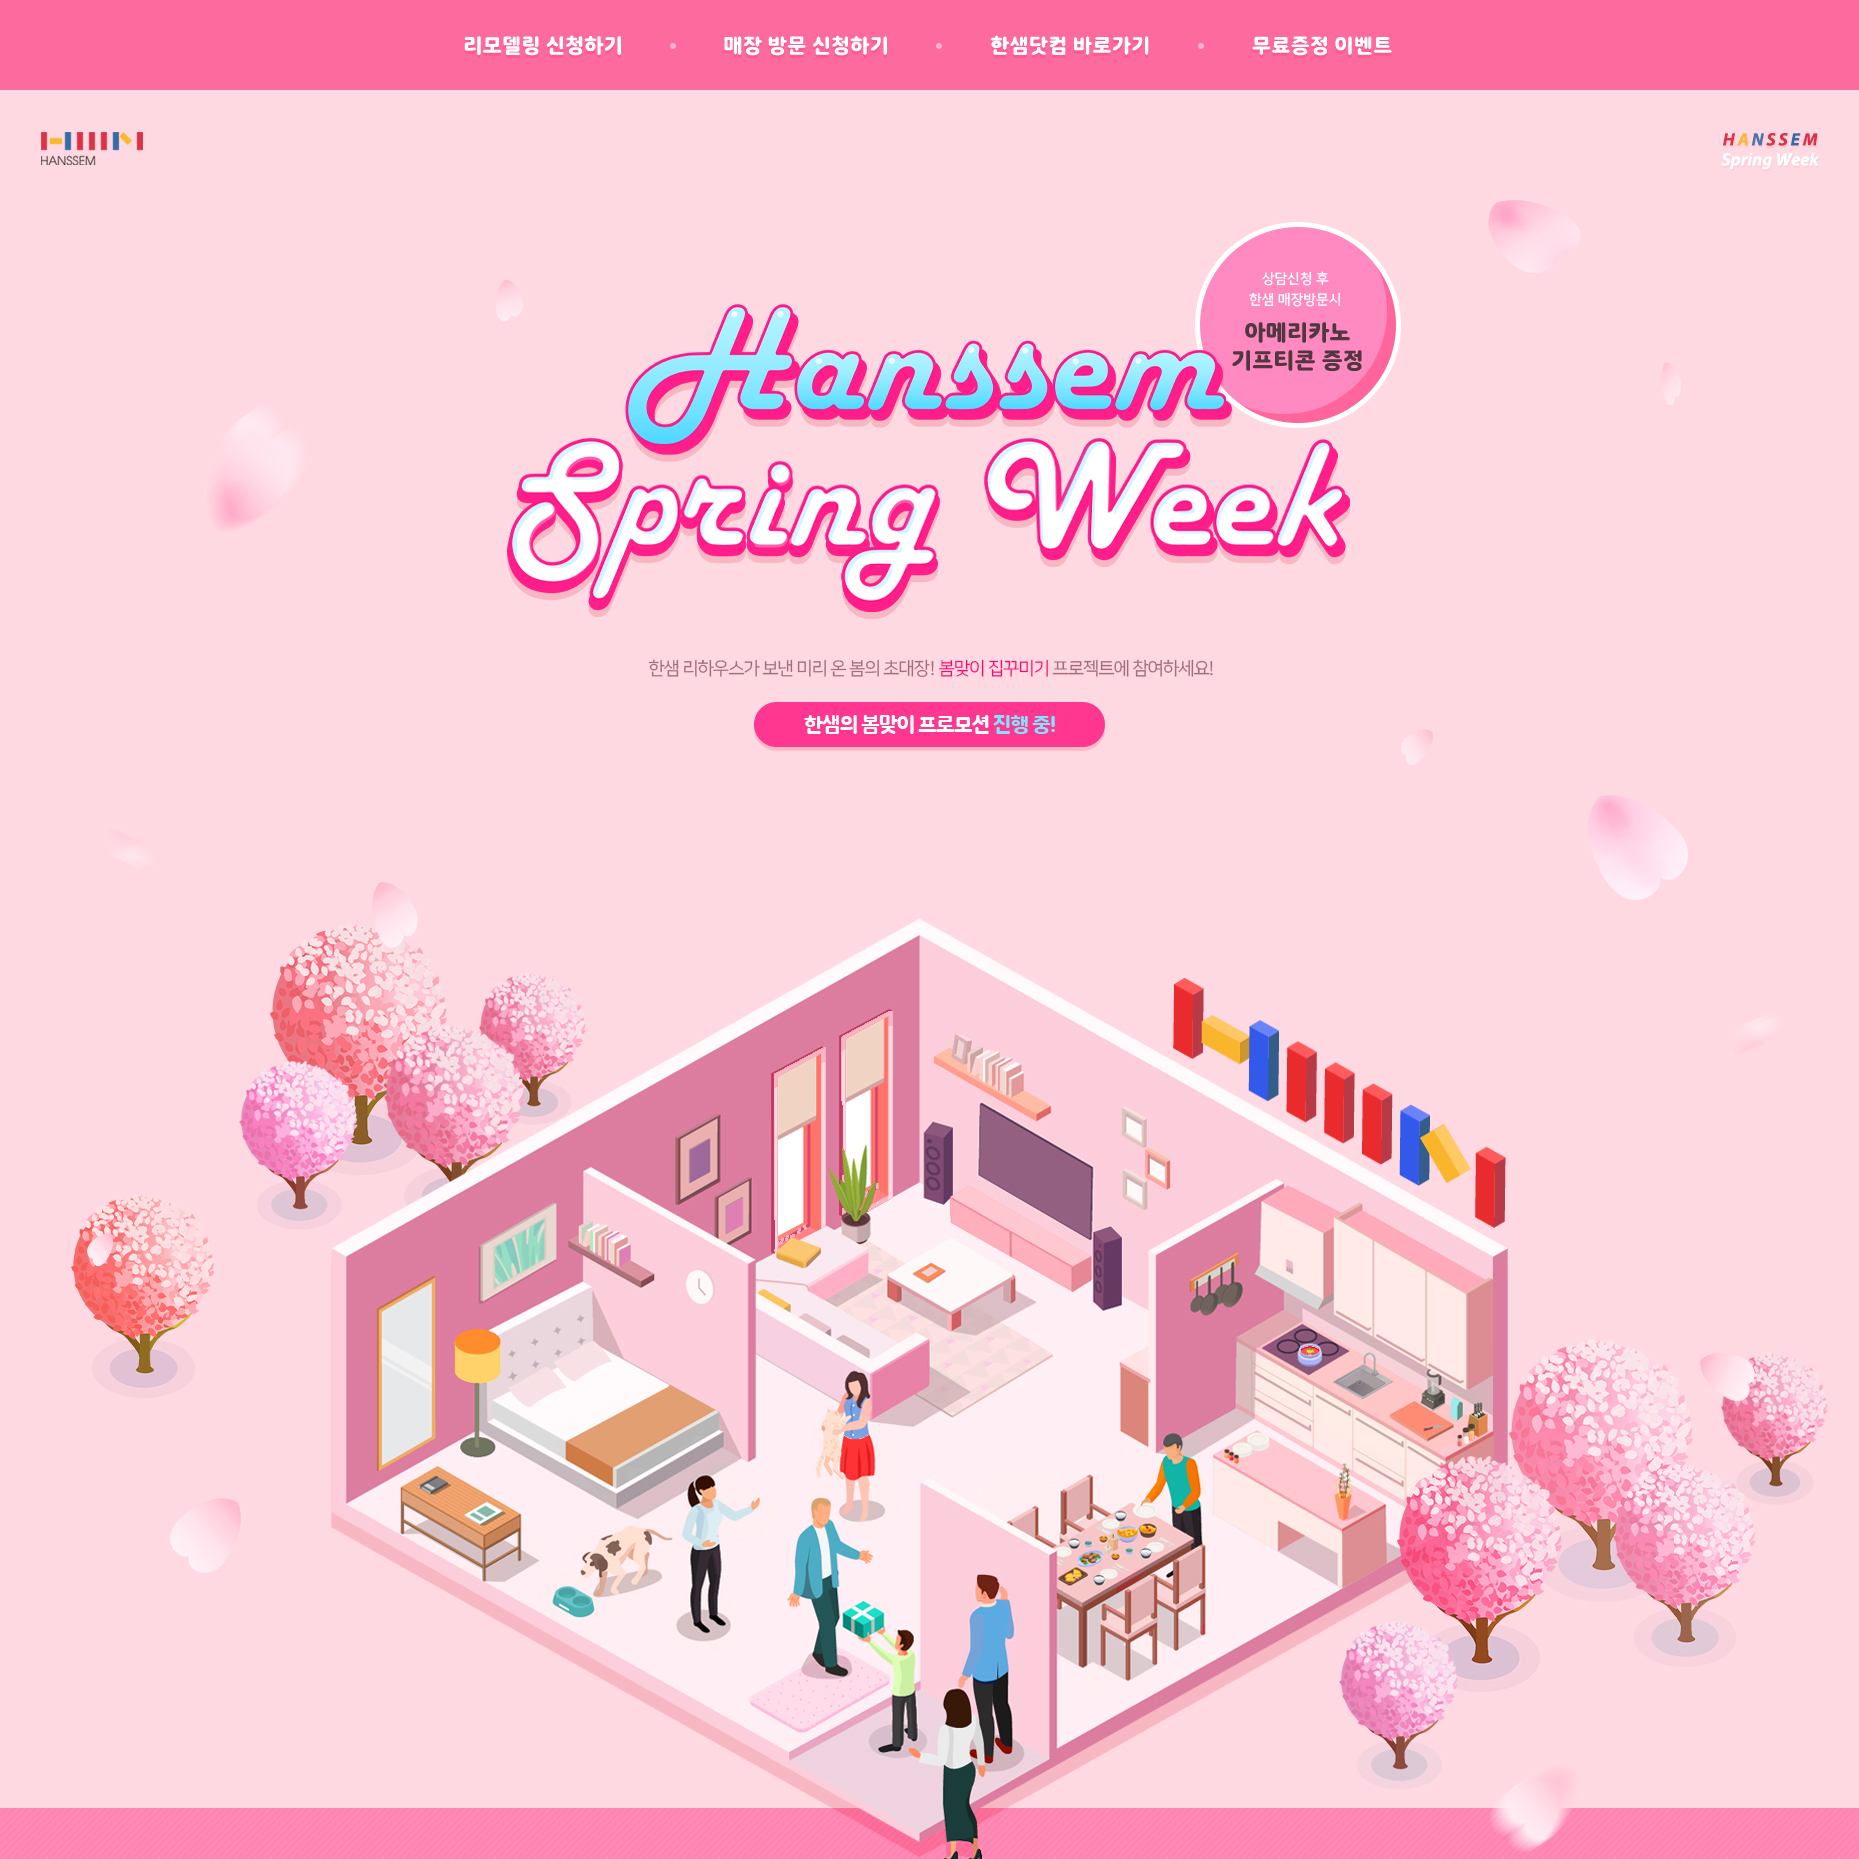 리모델링 신청하기 • 매장 방문 신청하기 • 한샘닷컴 바로가기 • 무료증정 이벤트
HANSSEM
HANSSEM
Spring Week
상담신청 후
한샘 매장방문시
아메리카노
기프티콘 증정
Hanssem
Spring Week
한샘 리하우스가 보낸 미리 온 봄의 초대장! 봄맞이 집꾸미기 프로젝트에 참여하세요!
한샘의 봄맞이 프로모션 진행 중!